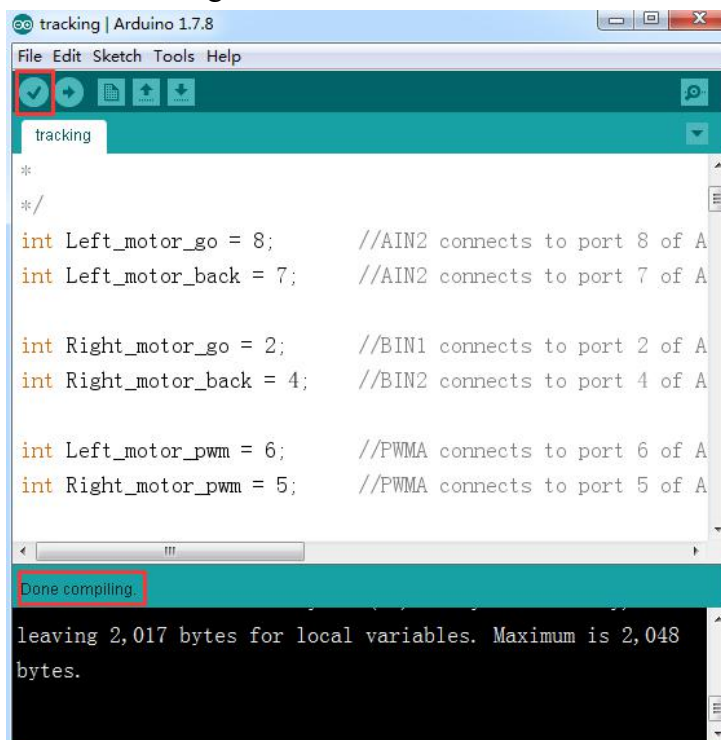 tracking | Arduino 1.7.8
File Edit Sketch Tools Help
tracking
*
*/
int Left_motor_go = 8; //AIN2 connects to port 8 of A
int Left_motor_back = 7; //AIN2 connects to port 7 of A
int Right_motor_go = 2; //BIN1 connects to port 2 of A
int Right_motor_back = 4; //BIN2 connects to port 4 of A
int Left_motor_pwm = 6; //PWMA connects to port 6 of A
int Right_motor_pwm = 5; //PWMA connects to port 5 of A
Done compiling.
leaving 2,017 bytes for local variables. Maximum is 2,048
bytes.